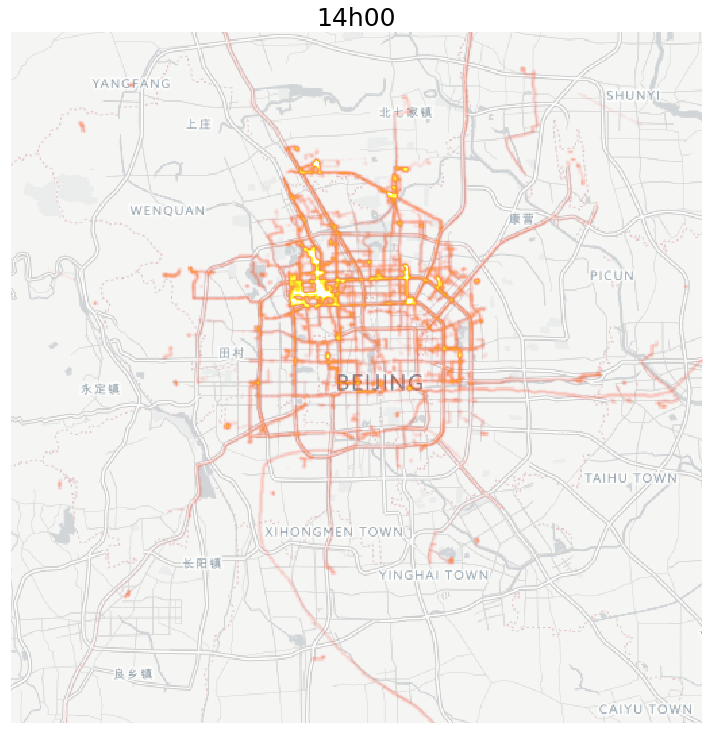 14h00
YANGFANG
SHUNYI
北七家镇
上庄
WENQUAN
康营
PICUN
田村
BEIJING
永定镇
TAIHU TOWN
XIHONGMEN TOWN
长阳镇
YINGHAI TOWN
良乡镇
CAIYU TOWN